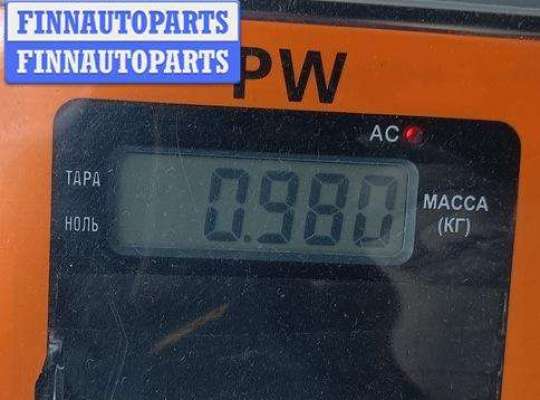 FINNAUTOPARTS
FINNAUTOPARTS
PW
AC
ТАРА
0.980
МАССА
НОЛЬ
(КГ)